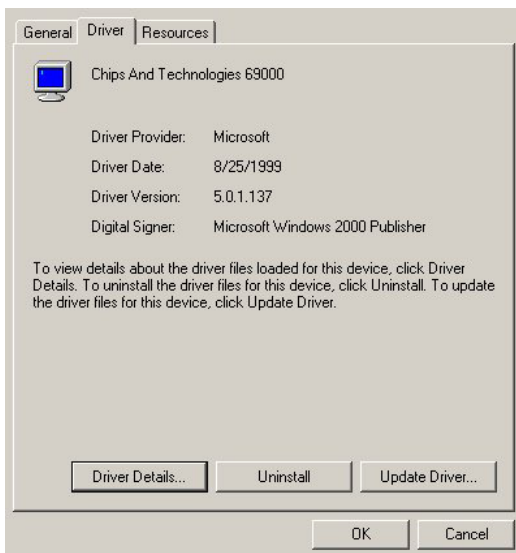 General Driver Resources
Chips And Technologies 69000
Driver Provider: Microsoft
Driver Date: 8/25/1999
Driver Version: 5.0.1.137
Digital Signer: Microsoft Windows 2000 Publisher
To view details about the driver files loaded for this device, click Driver
Details. To uninstall the driver files for this device, click Uninstall. To update
the driver files for this device, click Update Driver.
Driver Details... Uninstall Update Driver...
OK Cancel